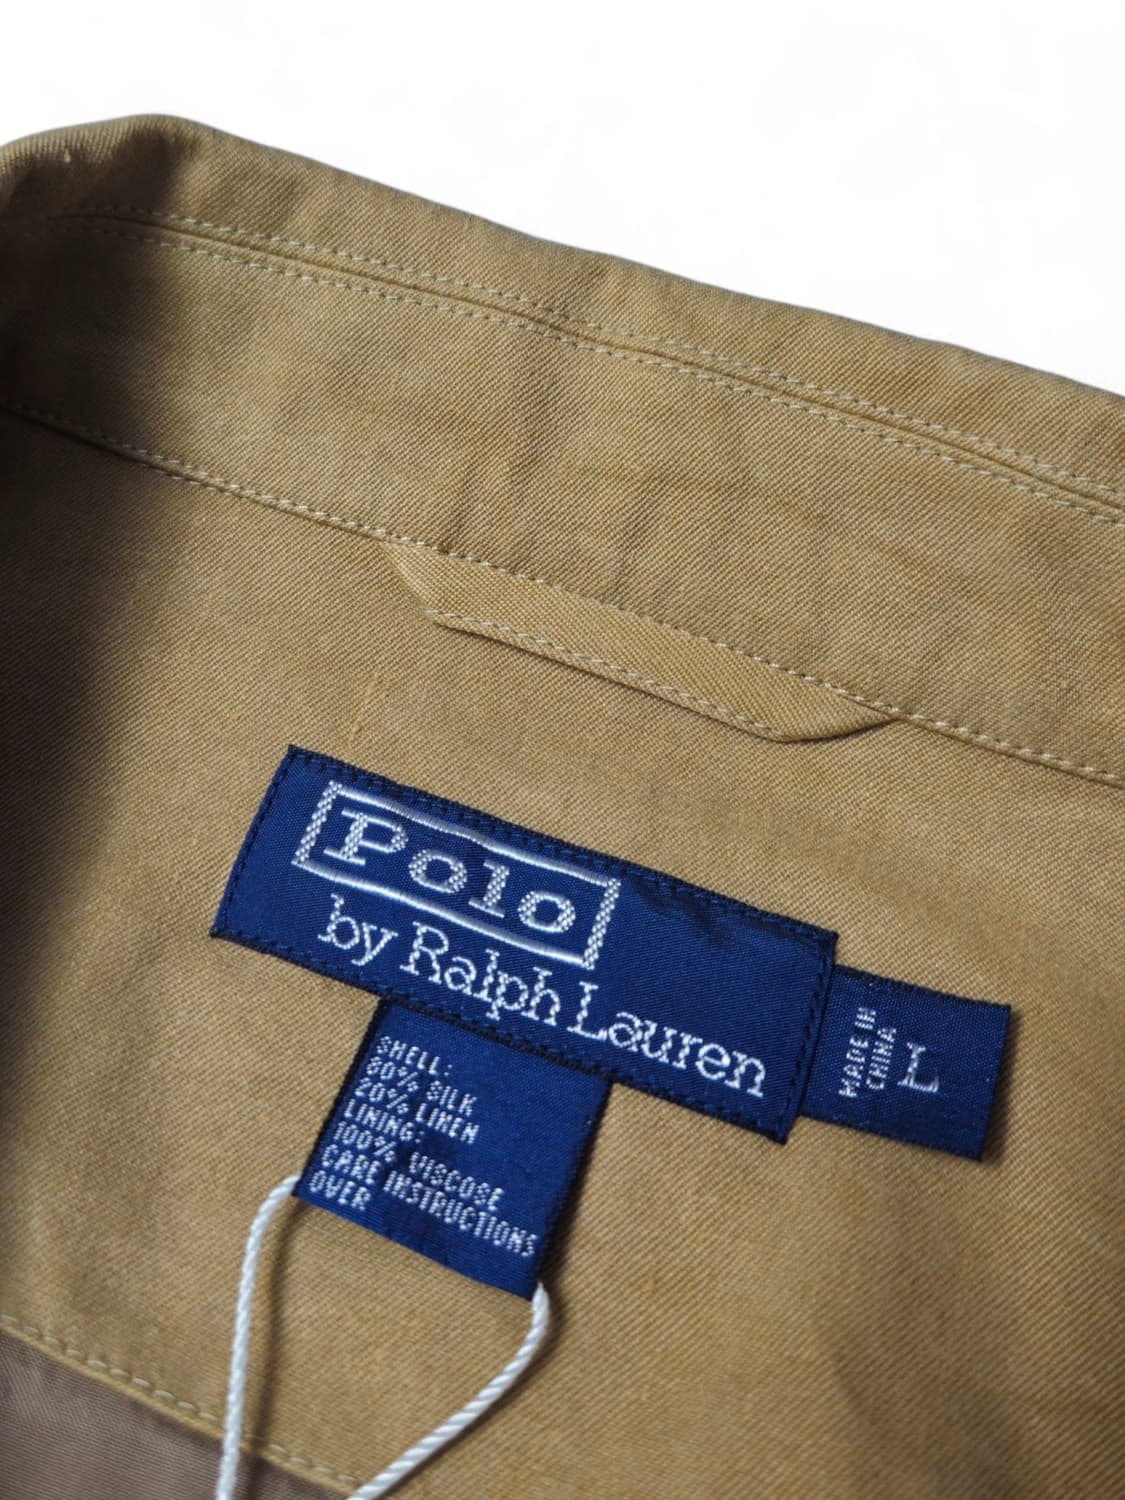 Polo
by Ralph Lauren
MADE IN
CHINA
L
SHELL:
80% SILK
20% LINEN
LINING:
100% VISCOSE
CARE INSTRUCTIONS
OVER